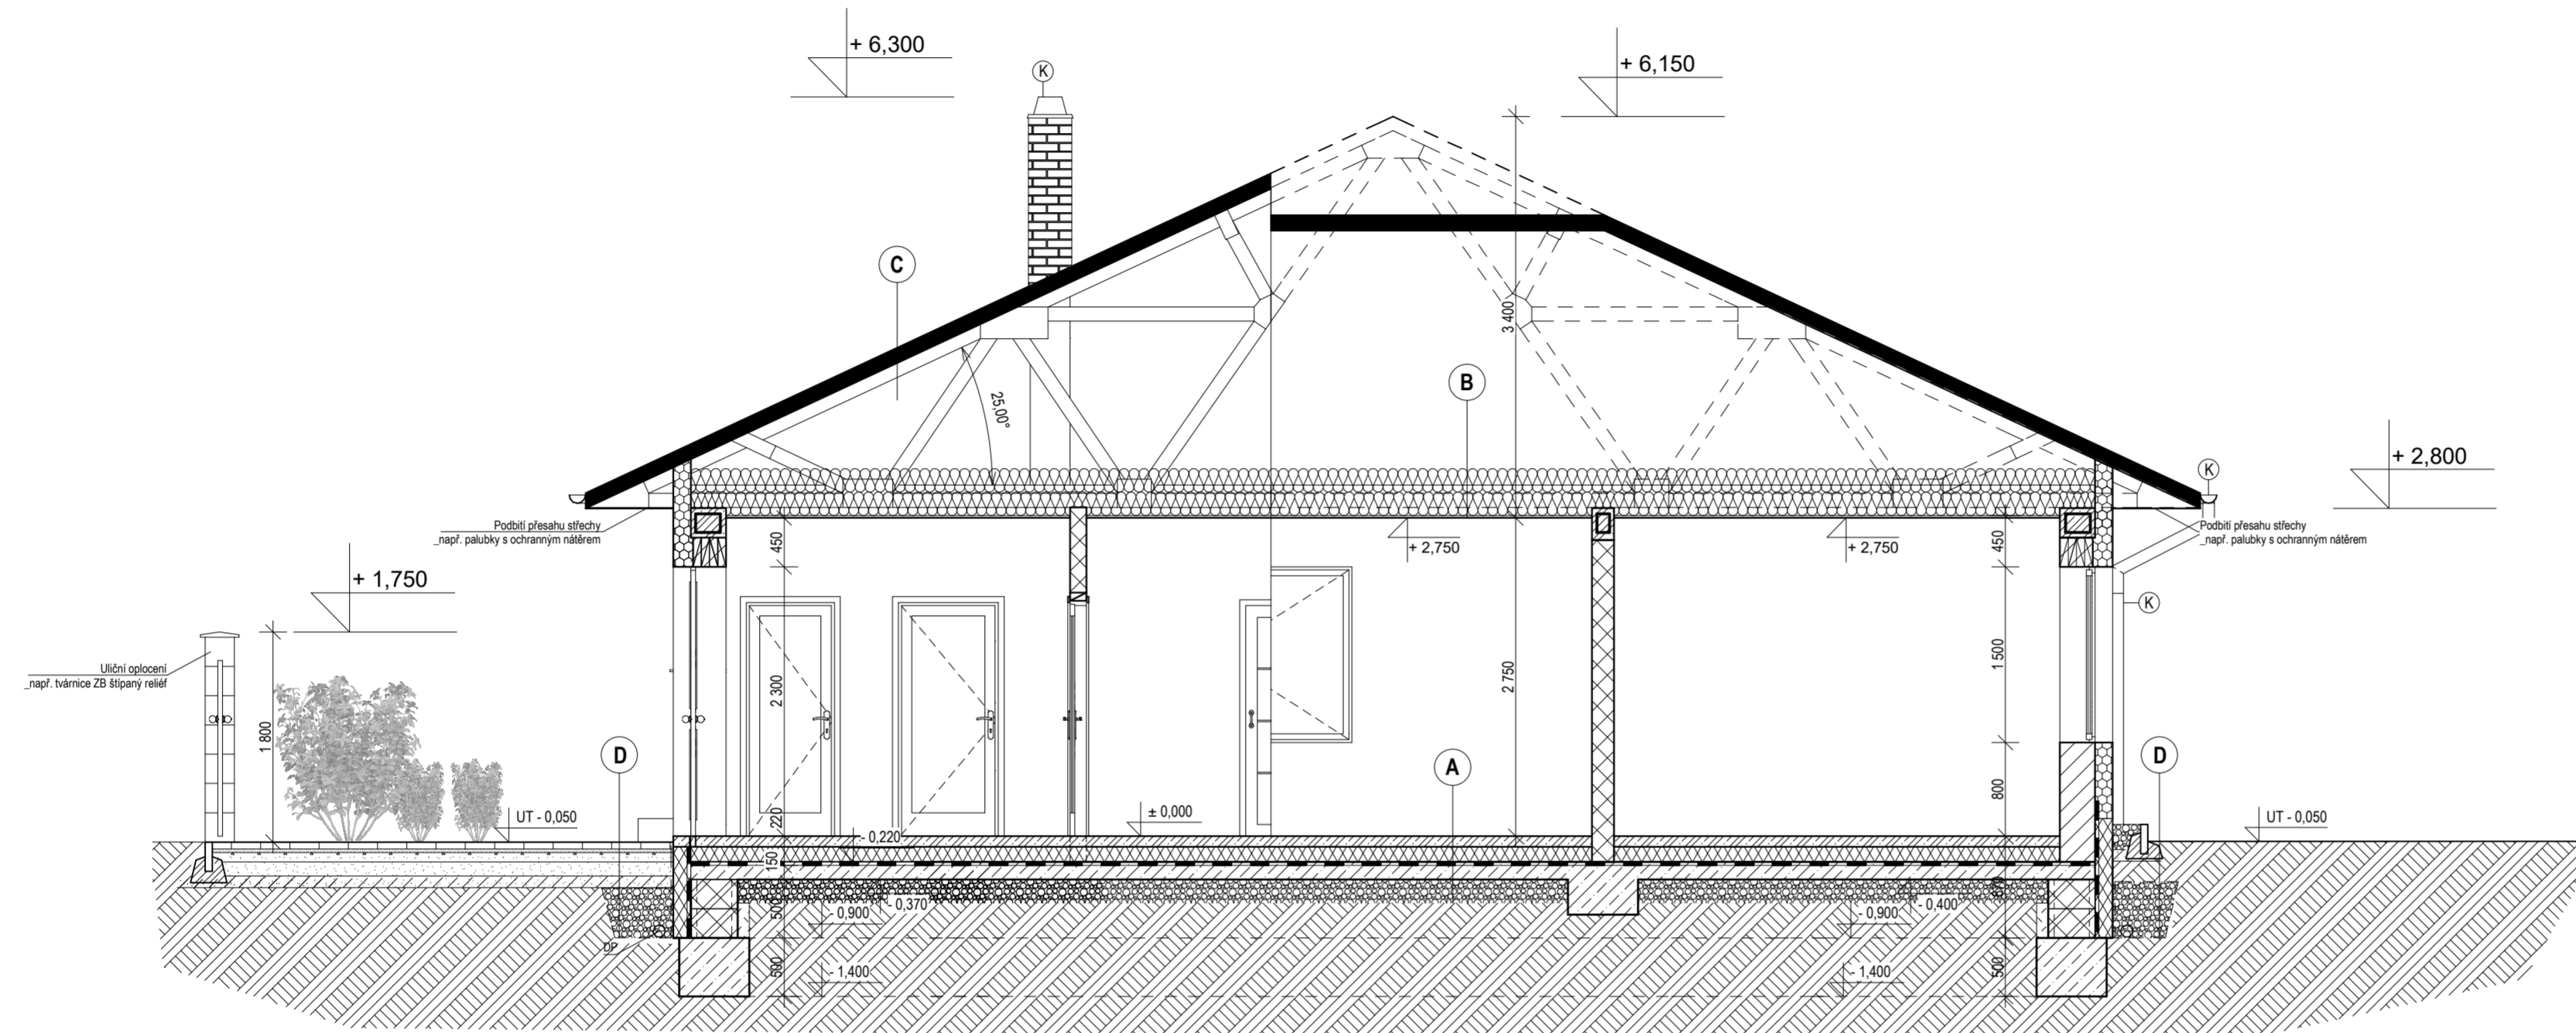 + 6,300
K
+ 6,150
C
3 400
25,00°
B
+ 2,800
K
Podbití přesahu střechy
_např. palubky s ochranným nátěrem
450
+ 2,750
+ 2,750
450
Podbití přesahu střechy
_např. palubky s ochranným nátěrem
+ 1,750
K
Uliční oplocení
_např. tvárnice ZB štípaný reliéf
1 800
2 300
2 750
1 500
D
A
D
800
UT - 0,050
220
- 0,220
± 0,000
UT - 0,050
150
500
- 0,370
- 0,900
- 0,900
- 0,400
DP
500
- 1,400
- 1,400
500